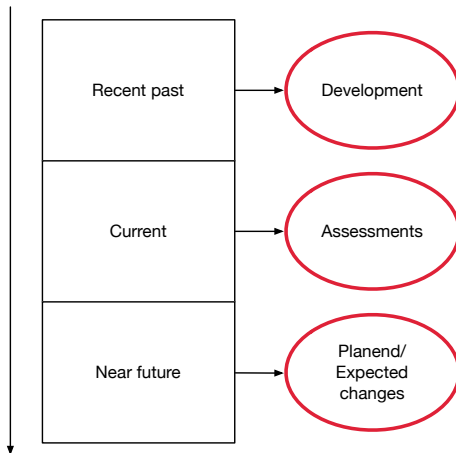 Recent past
Development
Current
Assessments
Near future
Planend/
Expected
changes